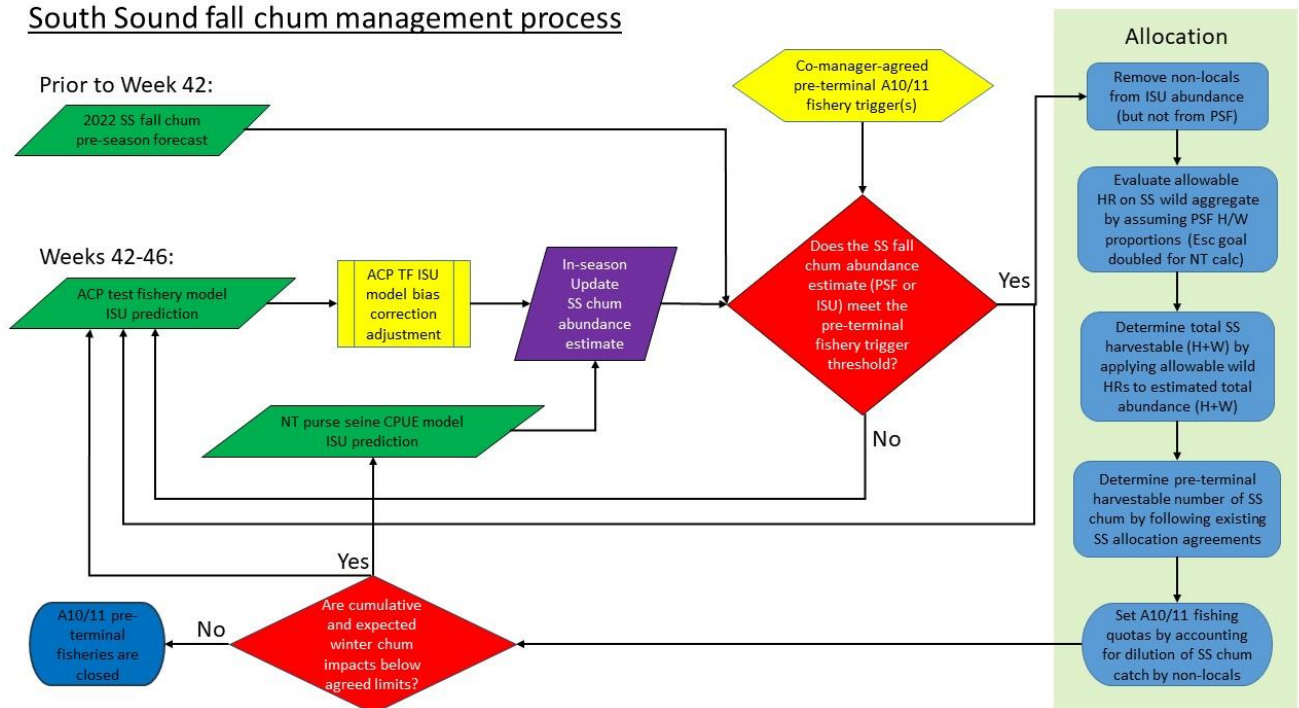 South Sound fall chum management process
Prior to Week 42:
2022 SS fall chum
pre-season forecast
Co-manager-agreed
pre-terminal A10/11
fishery trigger(s)
Weeks 42-46:
ACP test fishery model
ISU prediction
ACP TF ISU
model bias
correction
adjustment
In-season
Update
SS chum
abundance
estimate
NT purse seine CPUE model
ISU prediction
Does the SS fall
chum abundance
estimate (PSF or
ISU) meet the
pre-terminal
fishery trigger
threshold?
Yes
No
Allocation
Remove non-locals
from ISU abundance
(but not from PSF)
Evaluate allowable
HR on SS wild aggregate
by assuming PSF H/W
proportions (Esc goal
doubled for NT calc)
Determine total SS
harvestable (H+W) by
applying allowable wild
HRs to estimated total
abundance (H+W)
Determine pre-terminal
harvestable number of SS
chum by following existing
SS allocation agreements
Set A10/11 fishing
quotas by accounting
for dilution of SS chum
catch by non-locals
Are cumulative
and expected
winter chum
impacts below
agreed limits?
Yes
No
A10/11 pre-
terminal
fisheries are
closed